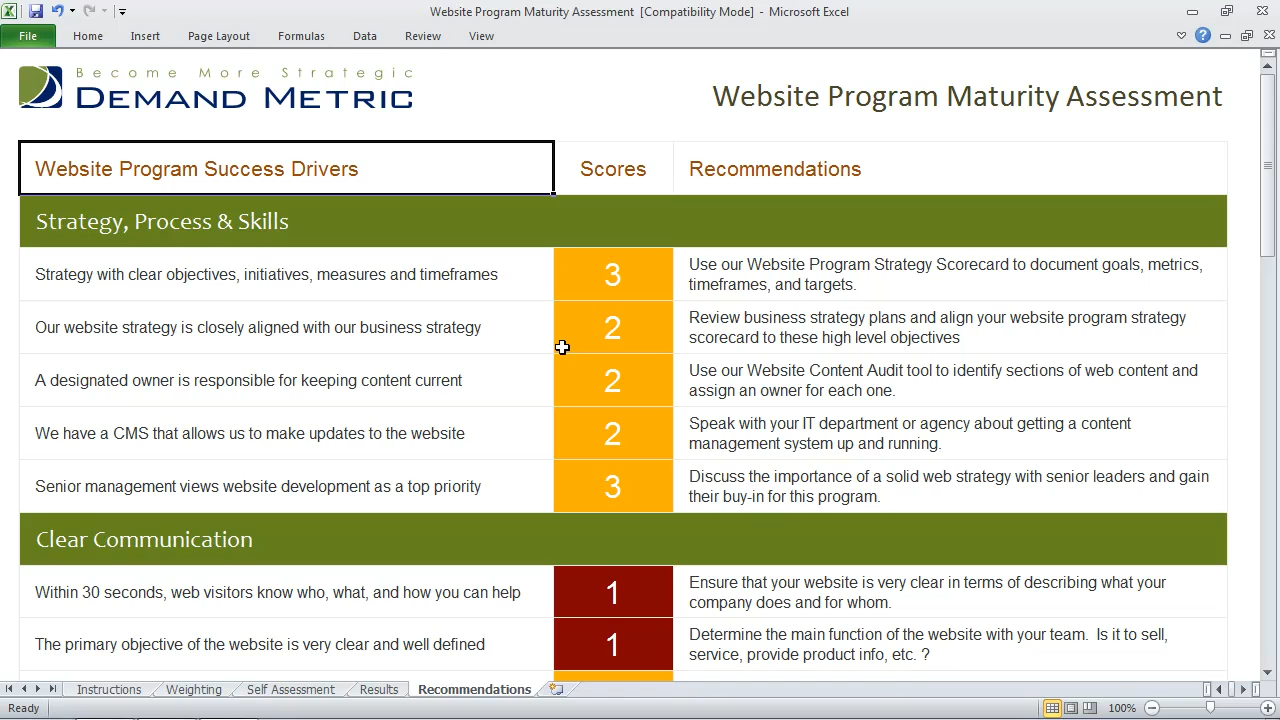 Website Program Maturity Assessment [Compatibility Mode] - Microsoft Excel
File Home Insert Page Layout Formulas Data Review View
Become More Strategic
DEMAND METRIC
Website Program Maturity Assessment
Website Program Success Drivers Scores Recommendations
Strategy, Process & Skills
Strategy with clear objectives, initiatives, measures and timeframes 3 Use our Website Program Strategy Scorecard to document goals, metrics,
timeframes, and targets.
Our website strategy is closely aligned with our business strategy 2 Review business strategy plans and align your website program strategy
scorecard to these high level objectives
A designated owner is responsible for keeping content current 2 Use our Website Content Audit tool to identify sections of web content and
assign an owner for each one.
We have a CMS that allows us to make updates to the website 2 Speak with your IT department or agency about getting a content
management system up and running.
Senior management views website development as a top priority 3 Discuss the importance of a solid web strategy with senior leaders and gain
their buy-in for this program.
Clear Communication
Within 30 seconds, web visitors know who, what, and how you can help 1 Ensure that your website is very clear in terms of describing what your
company does and for whom.
The primary objective of the website is very clear and well defined 1 Determine the main function of the website with your team.  Is it to sell,
service, provide product info, etc. ?
Instructions Weighting Self Assessment Results Recommendations
Ready 100%